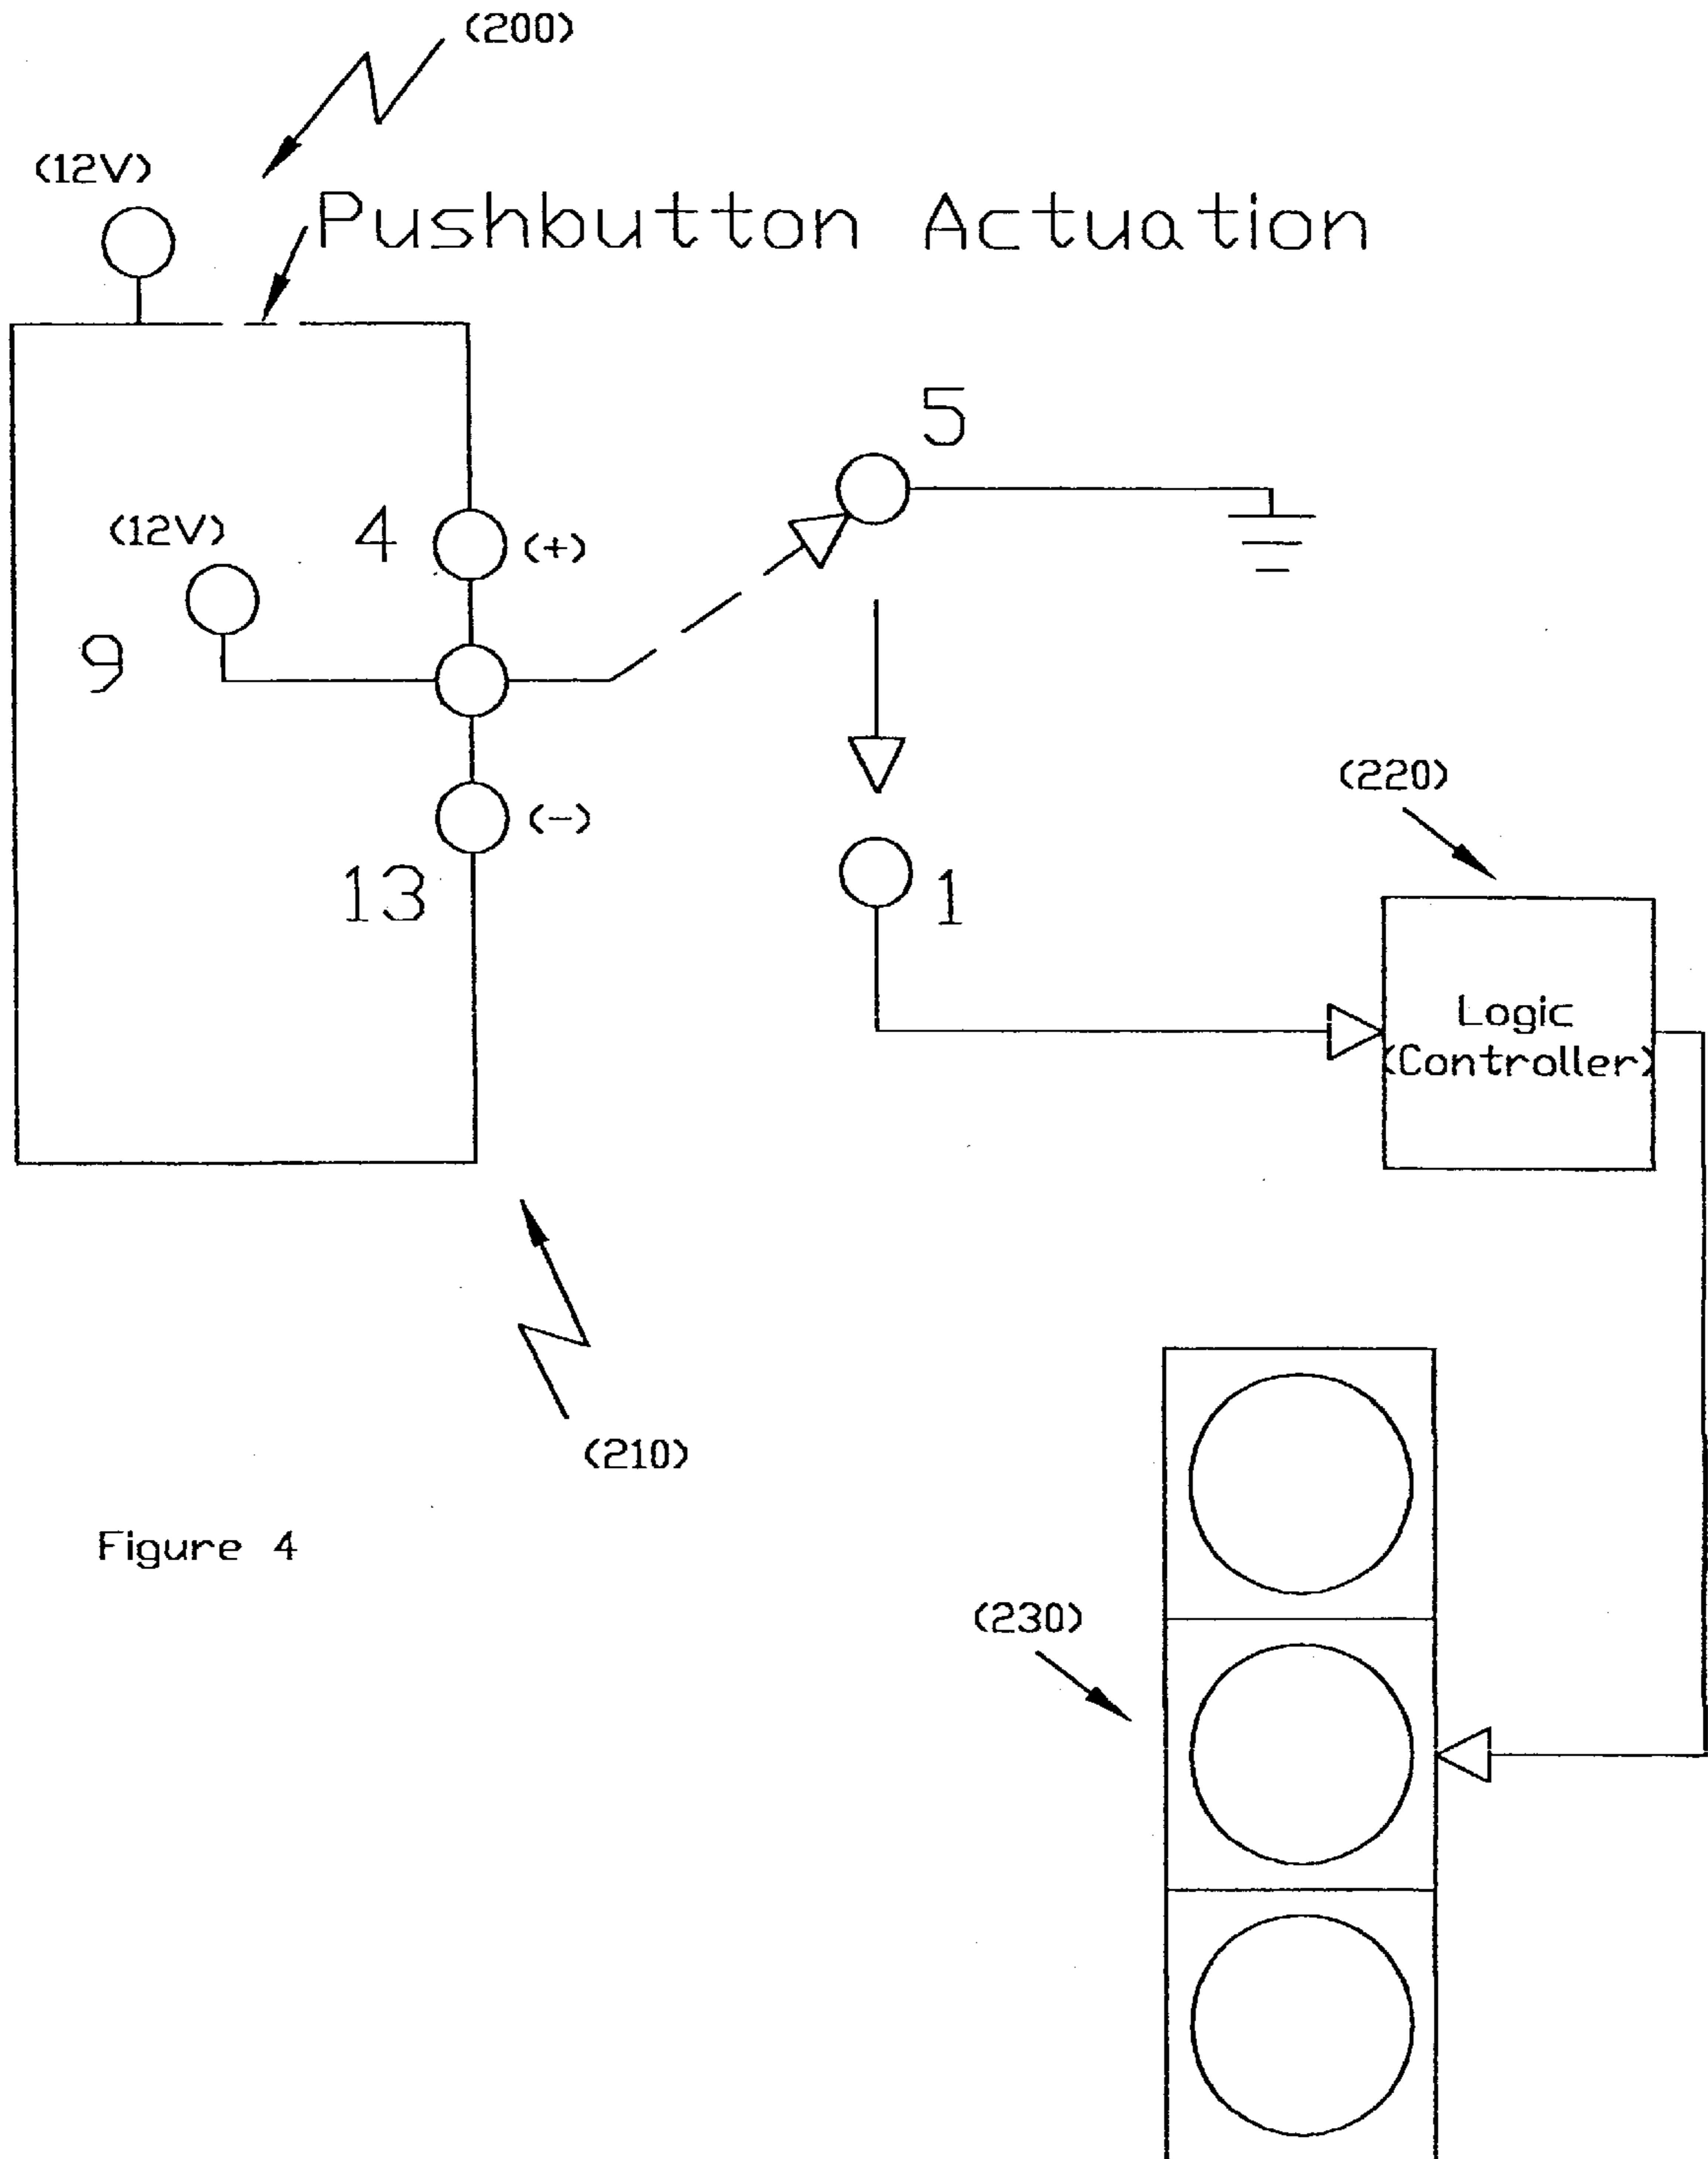 (200)
(12V)
Pushbutton Actuation
5
(12V)
4
(+)
9
(-)
13
1
(220)
Logic
(Controller)
(210)
Figure 4
(230)